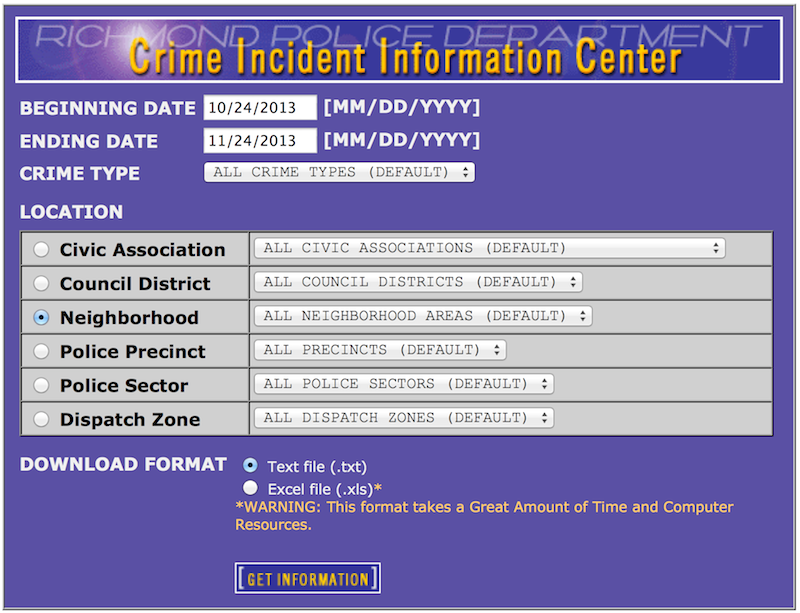 RICHMOND POLICE DEPARTMENT
Crime Incident Information Center
BEGINNING DATE 10/24/2013 [MM/DD/YYYY]
ENDING DATE 11/24/2013 [MM/DD/YYYY]
CRIME TYPE ALL CRIME TYPES (DEFAULT)
LOCATION
Civic Association ALL CIVIC ASSOCIATIONS (DEFAULT)
Council District ALL COUNCIL DISTRICTS (DEFAULT)
Neighborhood ALL NEIGHBORHOOD AREAS (DEFAULT)
Police Precinct ALL PRECINCTS (DEFAULT)
Police Sector ALL POLICE SECTORS (DEFAULT)
Dispatch Zone ALL DISPATCH ZONES (DEFAULT)
DOWNLOAD FORMAT Text file (.txt)
Excel file (.xls)*
*WARNING: This format takes a Great Amount of Time and Computer
Resources.
[GET INFORMATION]